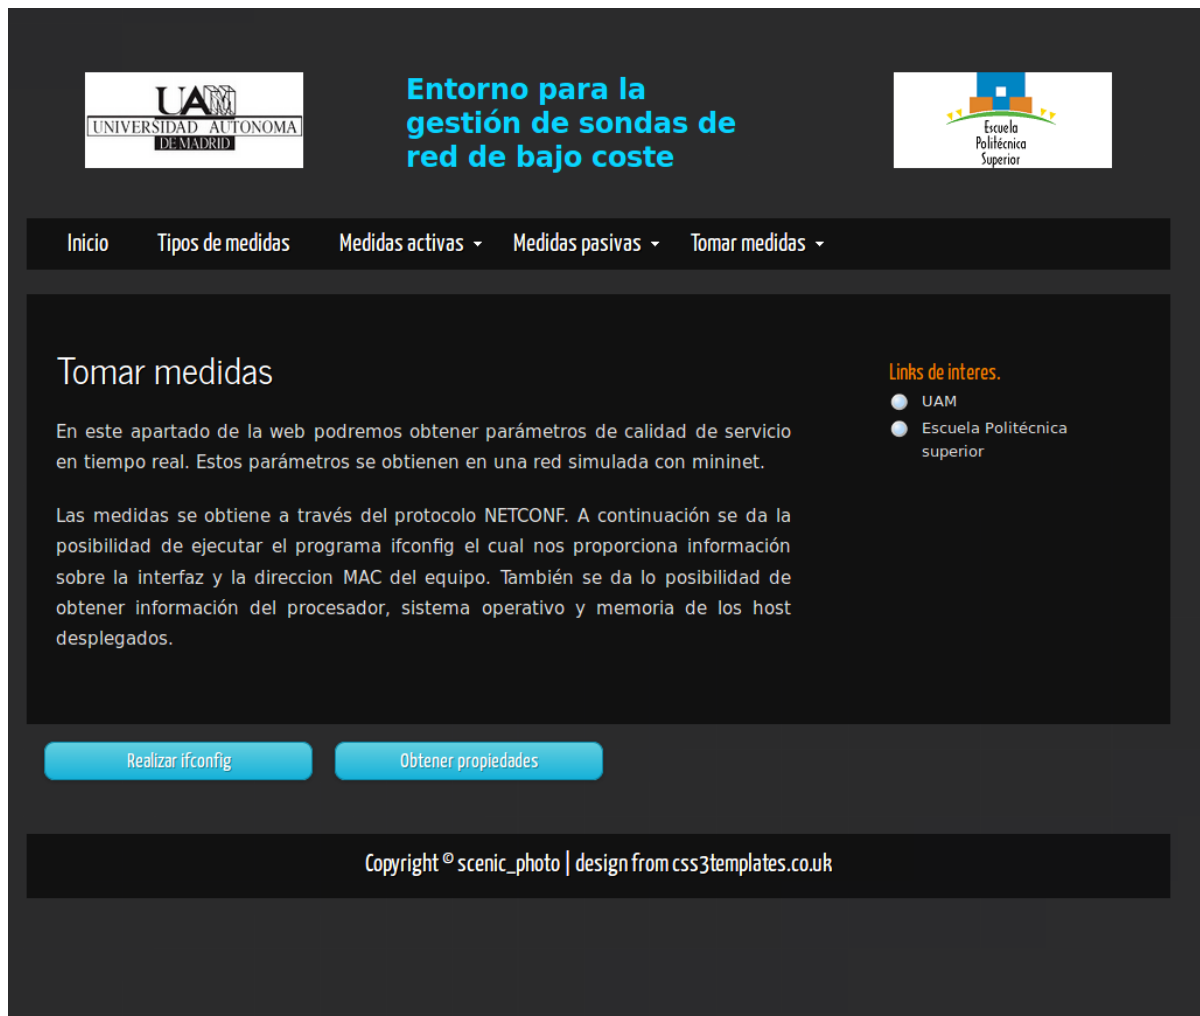 UAM
UNIVERSIDAD AUTONOMA
DE MADRID
Entorno para la
gestión de sondas de
red de bajo coste
Escuela
Politécnica
Superior
Inicio Tipos de medidas Medidas activas Medidas pasivas Tomar medidas
Tomar medidas
En este apartado de la web podremos obtener parámetros de calidad de servicio
en tiempo real. Estos parámetros se obtienen en una red simulada con mininet.
Las medidas se obtiene a través del protocolo NETCONF. A continuación se da la
posibilidad de ejecutar el programa ifconfig el cual nos proporciona información
sobre la interfaz y la direccion MAC del equipo. También se da lo posibilidad de
obtener información del procesador, sistema operativo y memoria de los host
desplegados.
Links de interes.
UAM
Escuela Politécnica
superior
Realizar ifconfig Obtener propiedades
Copyright © scenic_photo | design from css3templates.co.uk